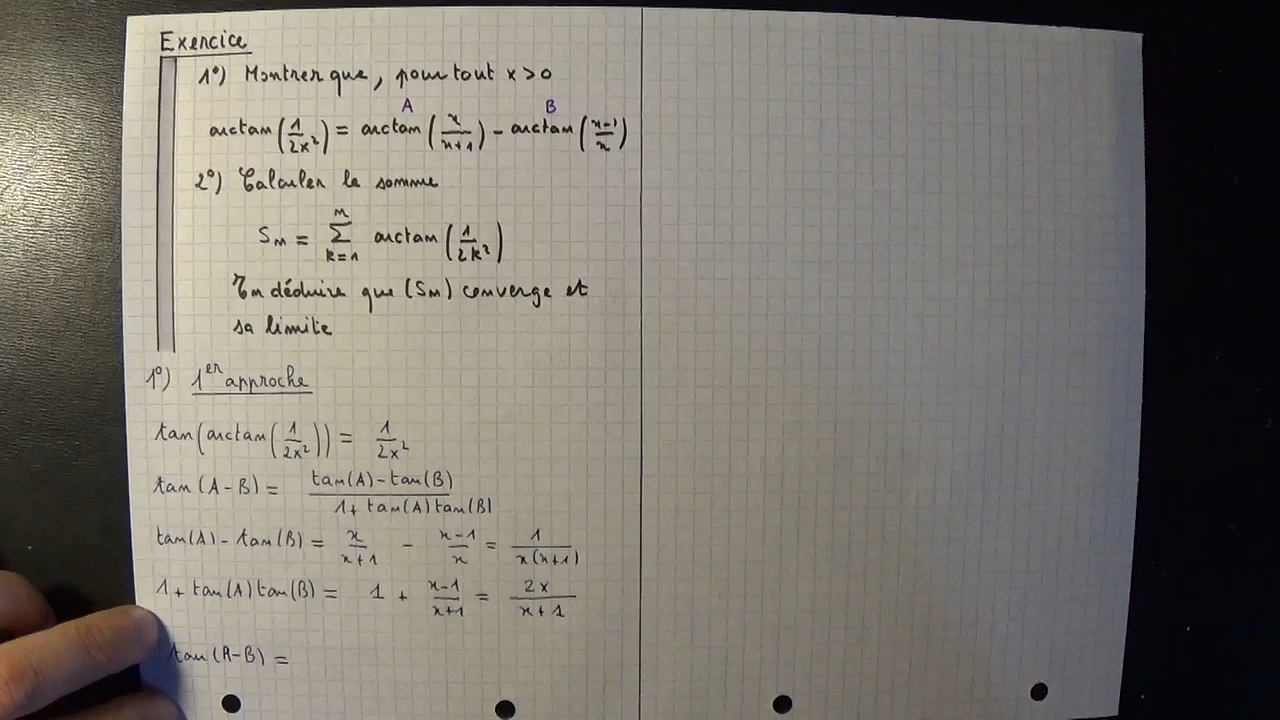 Exercice
1°) Montrer que, pour tout x > 0
A B
arctan(1/2x²) = arctan(x/x+1) - arctan(x-1/x)
2°) Calculer la somme
Sn = n∑k=1 arctan(1/2k²)
En déduire que (Sn) converge et
sa limite
1°) 1er approche
tan(arctan(1/2x²)) = 1/2x²
tan(A-B) = tan(A)-tan(B)/1+tan(A)tan(B)
tan(A)-tan(B) = x/x+1 - x-1/x = 1/x(x+1)
1+tan(A)tan(B) = 1 + x-1/x+1 = 2x/x+1
tan(A-B) =